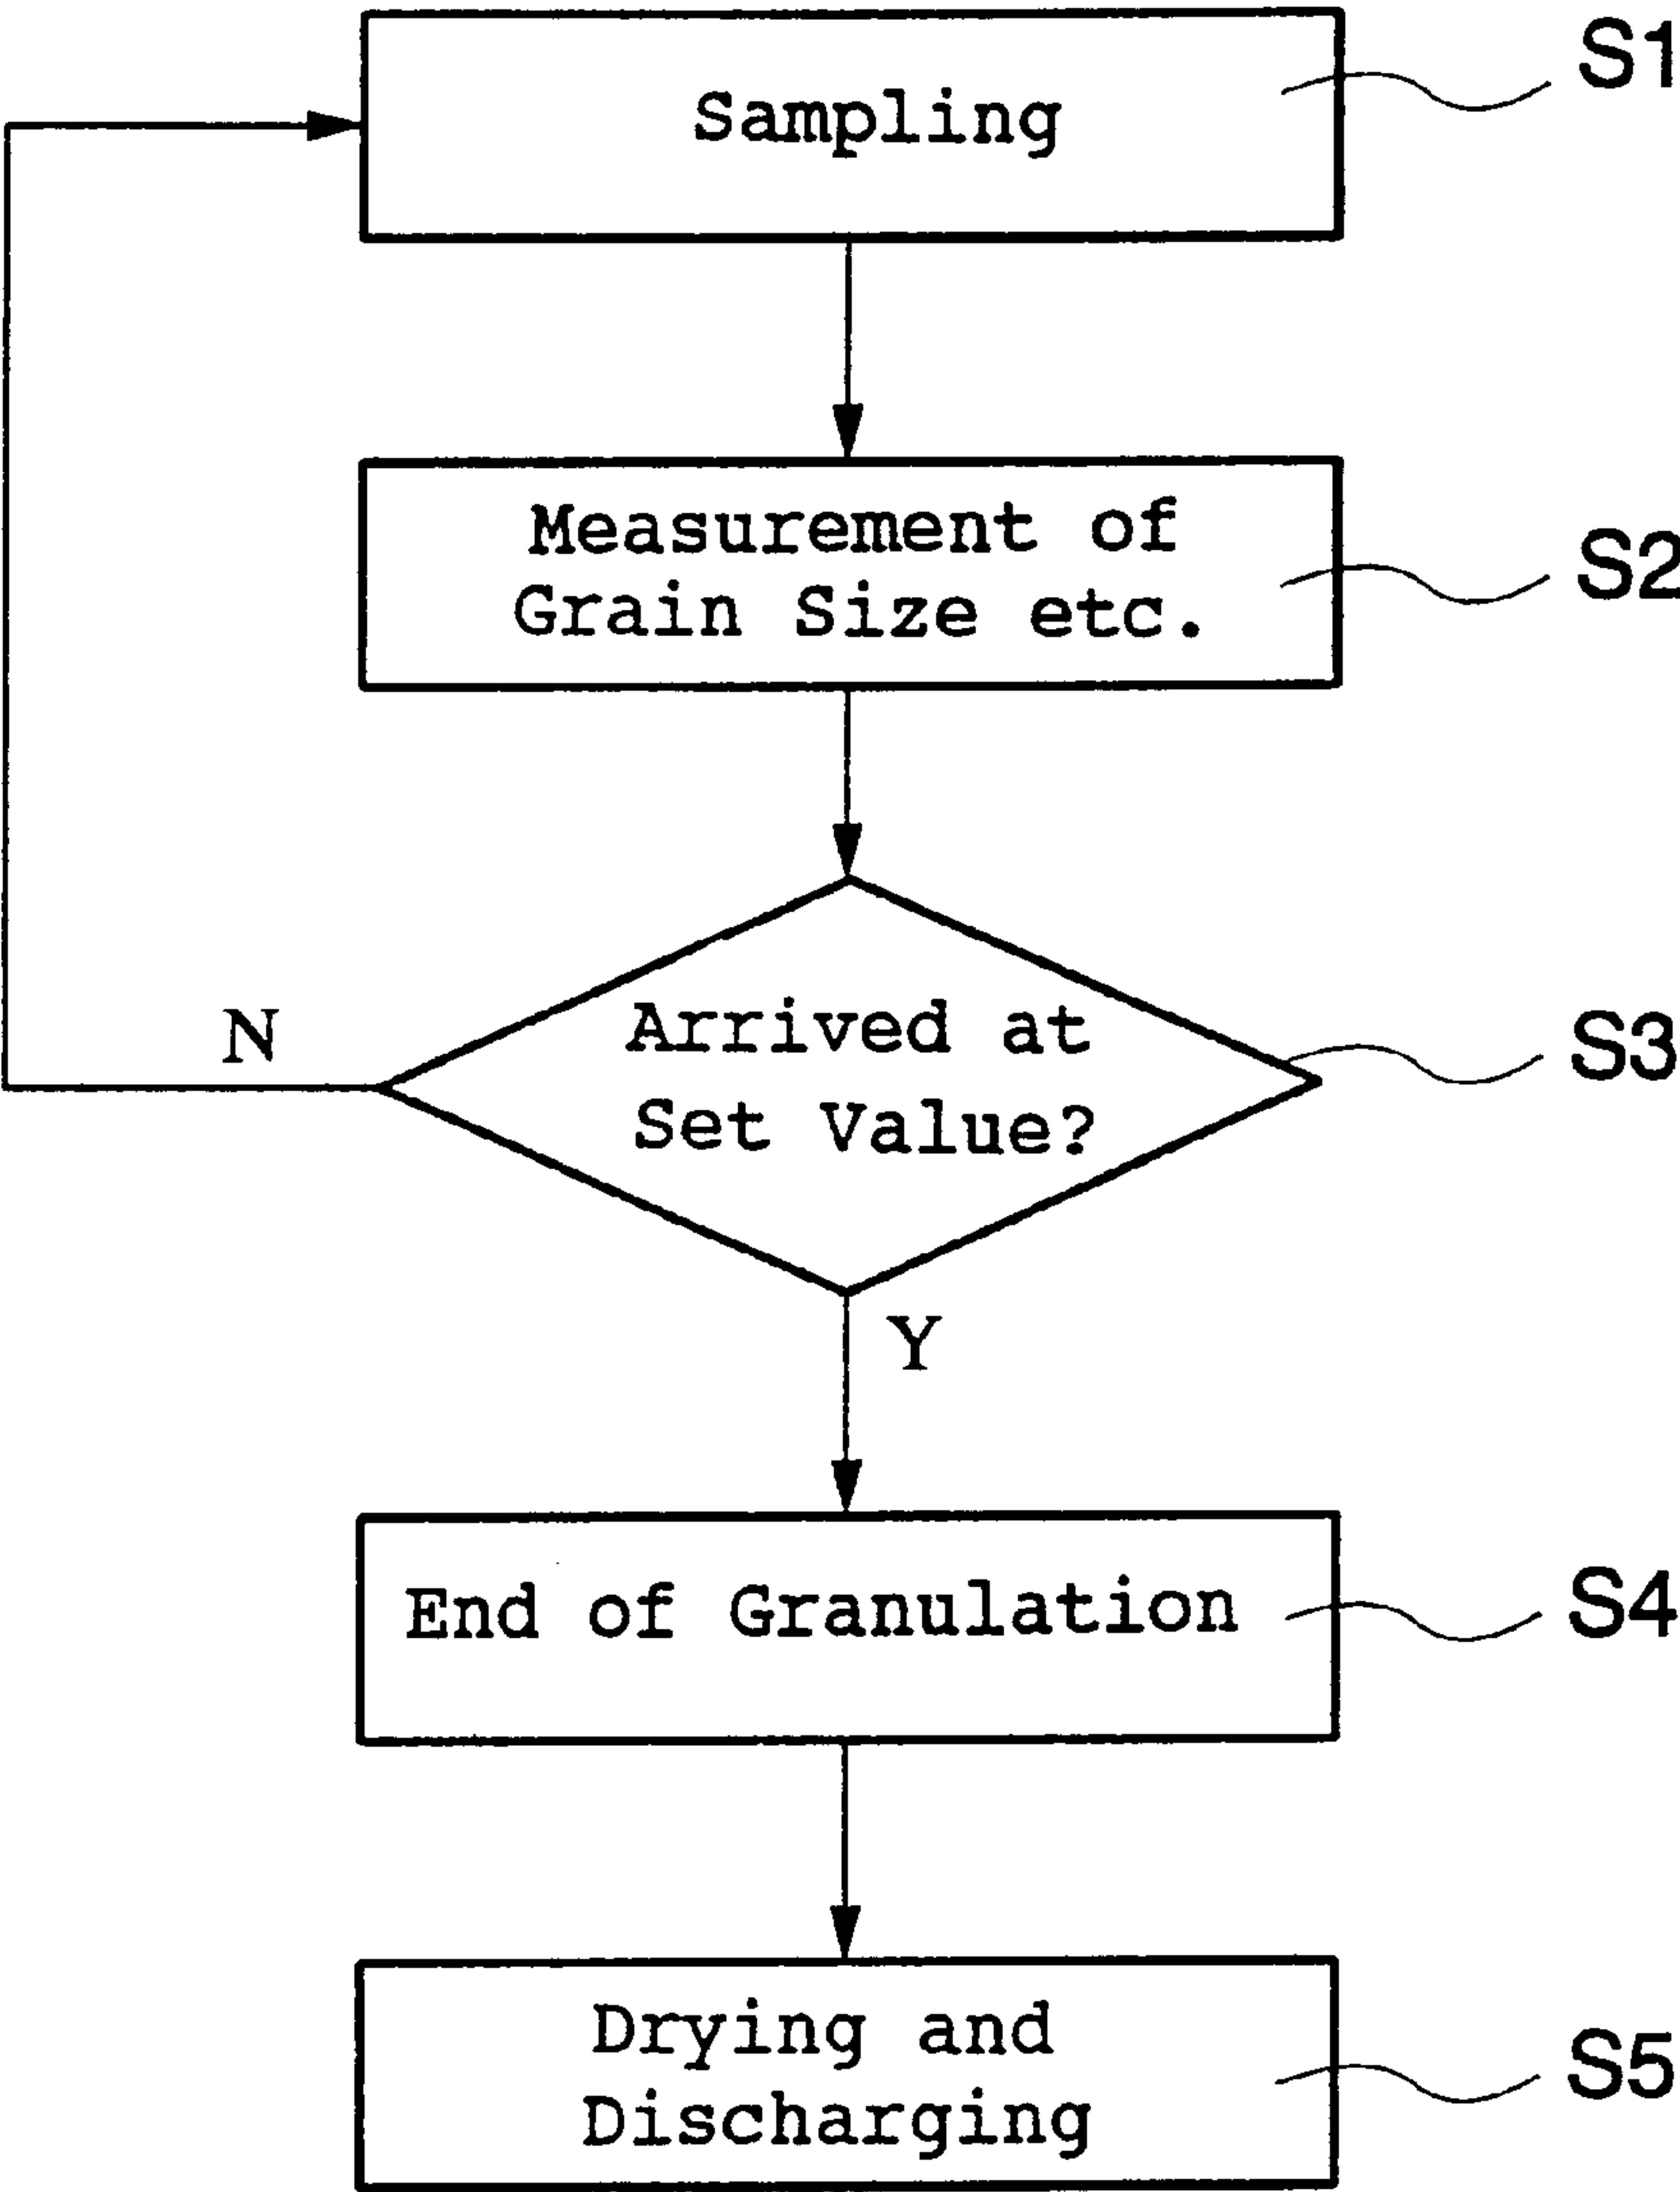 Sampling
S1
Measurement of
Grain Size etc.
S2
Arrived at
Set Value?
S3
N
Y
End of Granulation
S4
Drying and
Discharging
S5